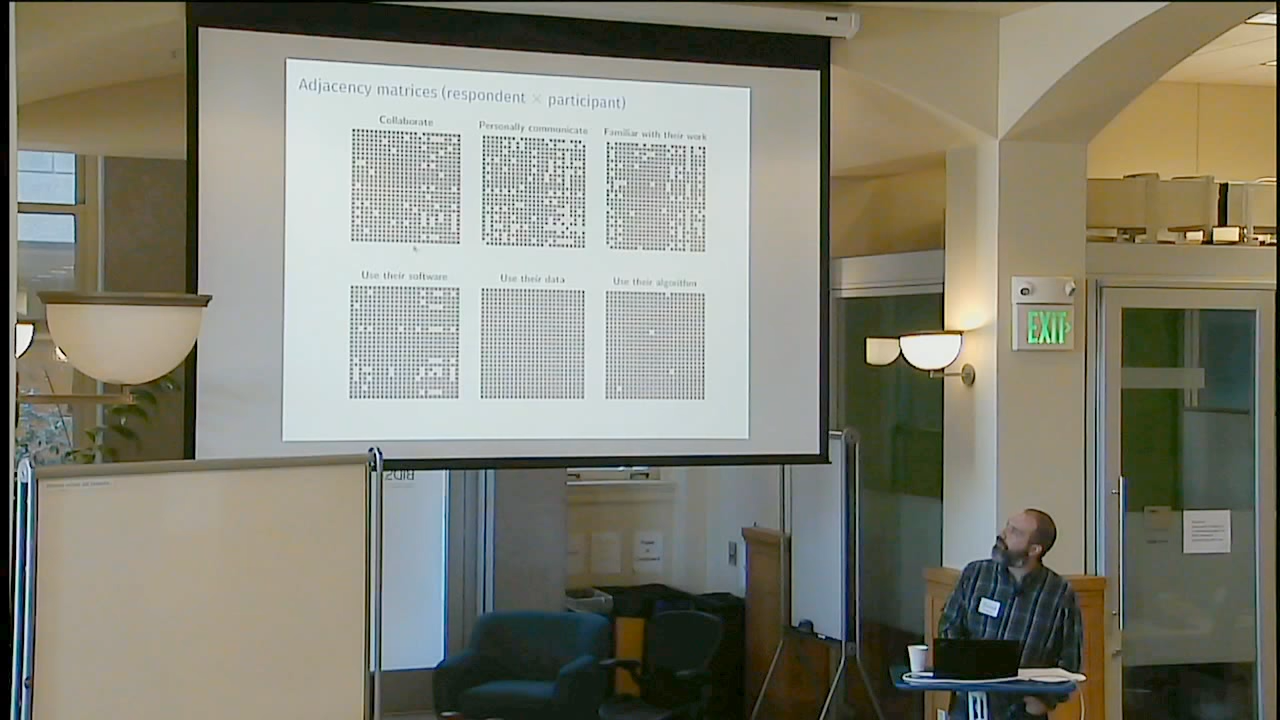 Adjacency matrices (respondent × participant)
Collaborate
Personally communicate
Familiar with their work
Use their software
Use their data
Use their algorithm
EXIT
BIDS